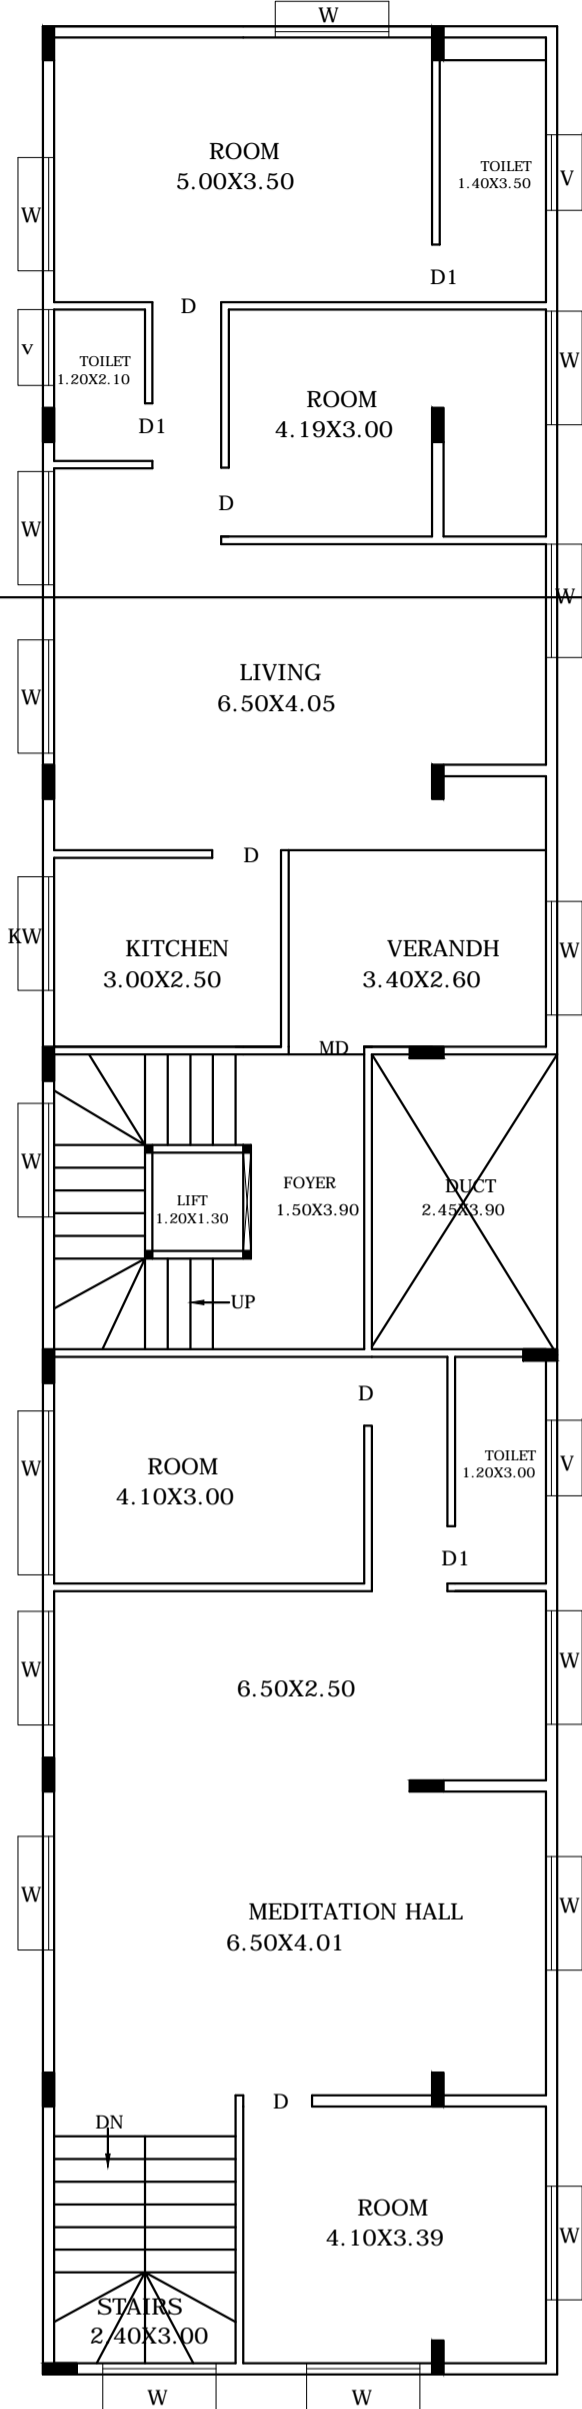 W
ROOM
5.00X3.50
TOILET
1.40X3.50
V
W
D1
D
v
TOILET
1.20X2.10
W
ROOM
4.19X3.00
D1
D
W
W
LIVING
6.50X4.05
W
D
KW
KITCHEN
3.00X2.50
VERANDH
3.40X2.60
W
MD
W
LIFT
1.20X1.30
FOYER
1.50X3.90
DUCT
2.45X3.90
UP
D
W
ROOM
4.10X3.00
TOILET
1.20X3.00
V
D1
W
6.50X2.50
W
W
MEDITATION HALL
6.50X4.01
W
D
DN
ROOM
4.10X3.39
W
STAIRS
2.40X3.00
W
W